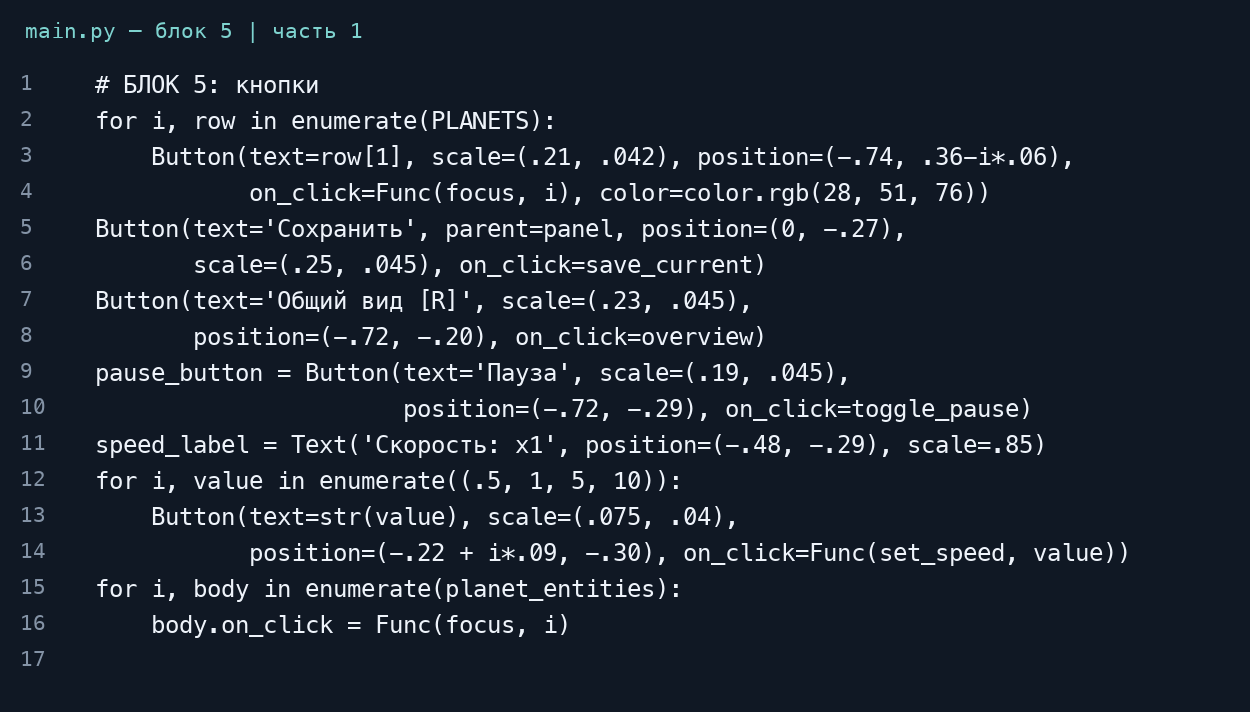 main.py — блок 5 | часть 1
1 # БЛОК 5: кнопки
2 for i, row in enumerate(PLANETS):
3     Button(text=row[1], scale=(.21, .042), position=(-.74, .36-i*.06),
4            on_click=Func(focus, i), color=color.rgb(28, 51, 76))
5 Button(text='Сохранить', parent=panel, position=(0, -.27),
6        scale=(.25, .045), on_click=save_current)
7 Button(text='Общий вид [R]', scale=(.23, .045),
8        position=(-.72, -.20), on_click=overview)
9 pause_button = Button(text='Пауза', scale=(.19, .045),
10                       position=(-.72, -.29), on_click=toggle_pause)
11 speed_label = Text('Скорость: x1', position=(-.48, -.29), scale=.85)
12 for i, value in enumerate((.5, 1, 5, 10)):
13     Button(text=str(value), scale=(.075, .04),
14            position=(-.22 + i*.09, -.30), on_click=Func(set_speed, value))
15 for i, body in enumerate(planet_entities):
16     body.on_click = Func(focus, i)
17